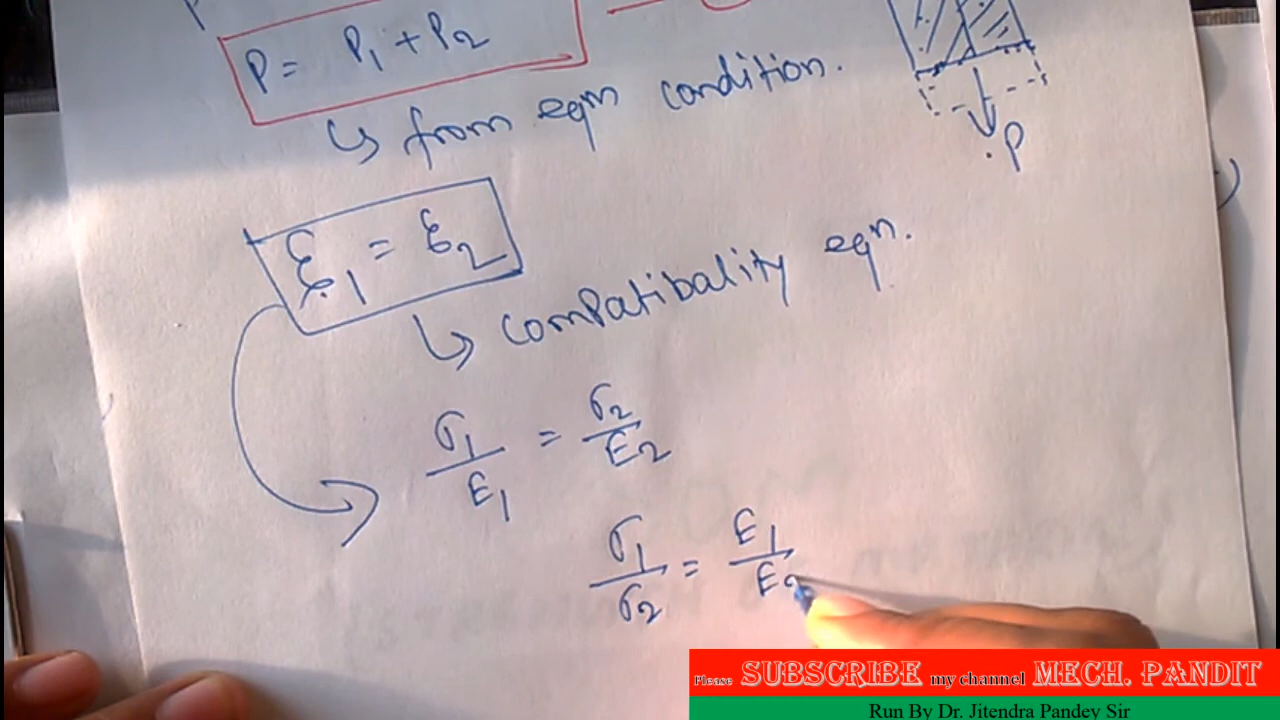 P
P = P1 + P2
↳ from eqn condition.
P
ε1 = ε2
↳ compatibality eqn.
σ1/E1 = σ2/E2
σ1/σ2 = E1/E2
Please SUBSCRIBE my channel MECH. PANDIT
Run By Dr. Jitendra Pandey Sir